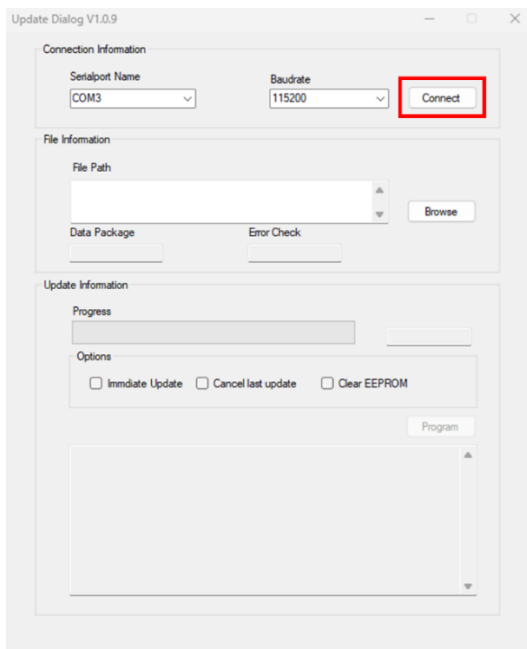 Update Dialog V1.0.9
Connection Information
Serialport Name
Baudrate
COM3
115200
Connect
File Information
File Path
Browse
Data Package
Error Check
Update Information
Progress
Options
Immdiate Update
Cancel last update
Clear EEPROM
Program